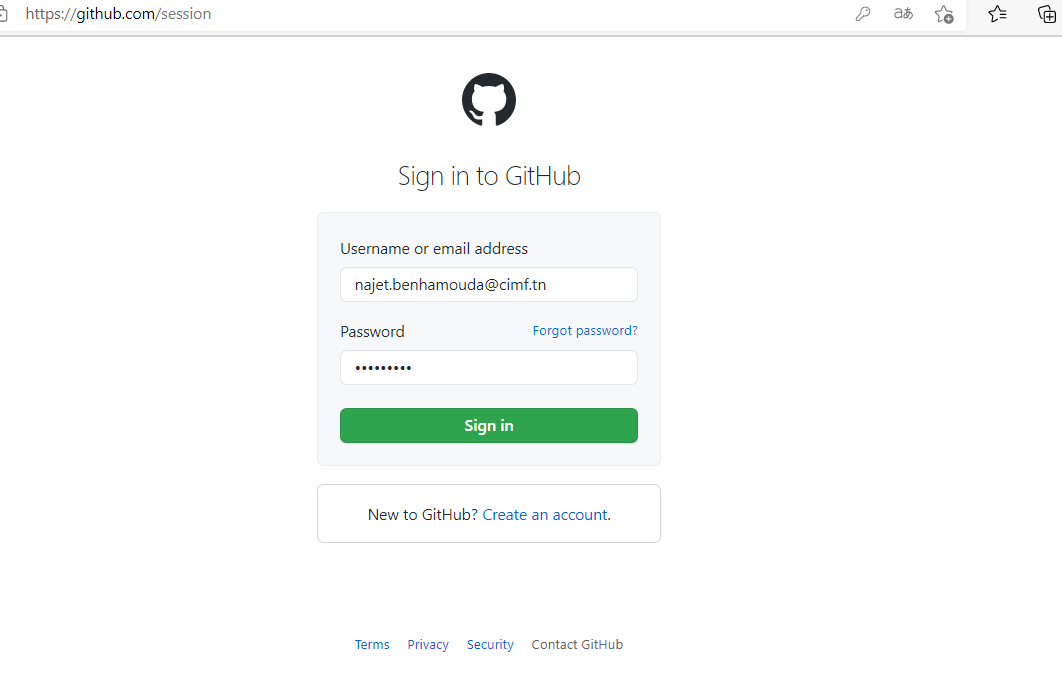 https://github.com/session
aあ
Sign in to GitHub
Username or email address
najet.benhamouda@cimf.tn
Password
Forgot password?
•••••••••
Sign in
New to GitHub? Create an account.
Terms Privacy Security Contact GitHub